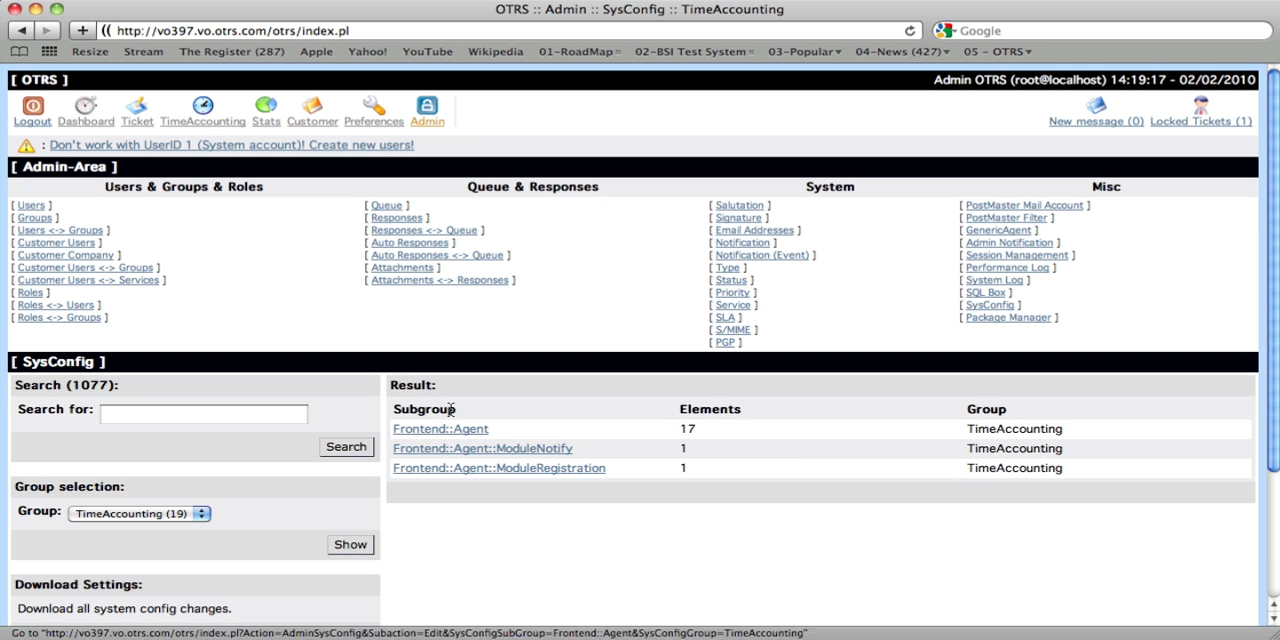 OTRS :: Admin :: SysConfig :: TimeAccounting
http://vo397.vo.otrs.com/otrs/index.pl
Google
Resize Stream The Register (287) Apple Yahoo! YouTube Wikipedia 01-RoadMap 02-BSI Test System 03-Popular 04-News (427) 05 - OTRS
[ OTRS ] Admin OTRS (root@localhost) 14:19:17 - 02/02/2010
Logout Dashboard Ticket TimeAccounting Stats Customer Preferences Admin New message (0) Locked Tickets (1)
: Don't work with UserID 1 (System account)! Create new users!
[ Admin-Area ]
Users & Groups & Roles Queue & Responses System Misc
[ Users ] [ Queue ] [ Salutation ] [ PostMaster Mail Account ]
[ Groups ] [ Responses ] [ Signature ] [ PostMaster Filter ]
[ Users <-> Groups ] [ Responses <-> Queue ] [ Email Addresses ] [ GenericAgent ]
[ Customer Users ] [ Auto Responses ] [ Notification ] [ Admin Notification ]
[ Customer Company ] [ Auto Responses <-> Queue ] [ Notification (Event) ] [ Session Management ]
[ Customer Users <-> Groups ] [ Attachments ] [ Type ] [ Performance Log ]
[ Customer Users <-> Services ] [ Attachments <-> Responses ] [ Status ] [ System Log ]
[ Roles ] [ Priority ] [ SQL Box ]
[ Roles <-> Users ] [ Service ] [ SysConfig ]
[ Roles <-> Groups ] [ SLA ] [ Package Manager ]
[ S/MIME ]
[ PGP ]
[ SysConfig ]
Search (1077): Result:
Search for: Subgroup Elements Group
Frontend::Agent 17 TimeAccounting
Search Frontend::Agent::ModuleNotify 1 TimeAccounting
Frontend::Agent::ModuleRegistration 1 TimeAccounting
Group selection:
Group: TimeAccounting (19)
Show
Download Settings:
Download all system config changes.
Go to "http://vo397.vo.otrs.com/otrs/index.pl?Action=AdminSysConfig&Subaction=Edit&SysConfigSubGroup=Frontend::Agent&SysConfigGroup=TimeAccounting"